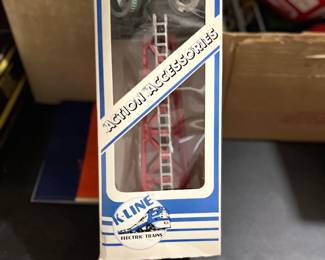 "ACTION ACCESSORIES"
K-LINE
ELECTRIC TRAINS